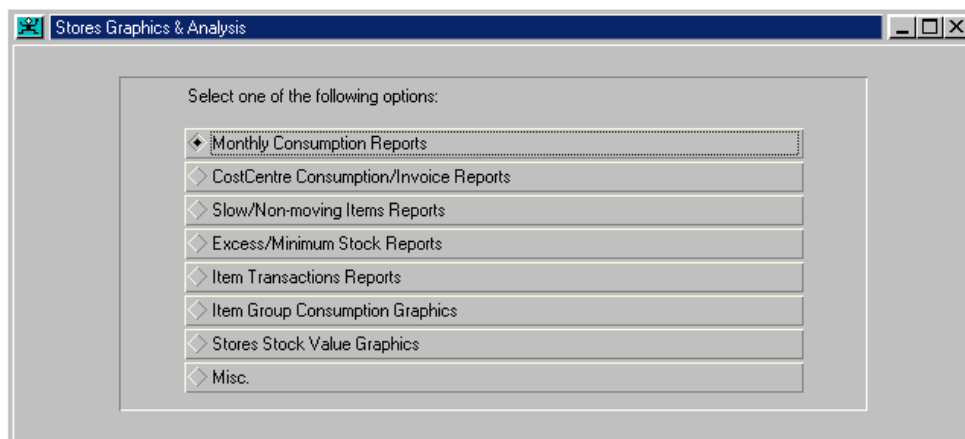 Stores Graphics & Analysis
Select one of the following options:
Monthly Consumption Reports
CostCentre Consumption/Invoice Reports
Slow/Non-moving Items Reports
Excess/Minimum Stock Reports
Item Transactions Reports
Item Group Consumption Graphics
Stores Stock Value Graphics
Misc.